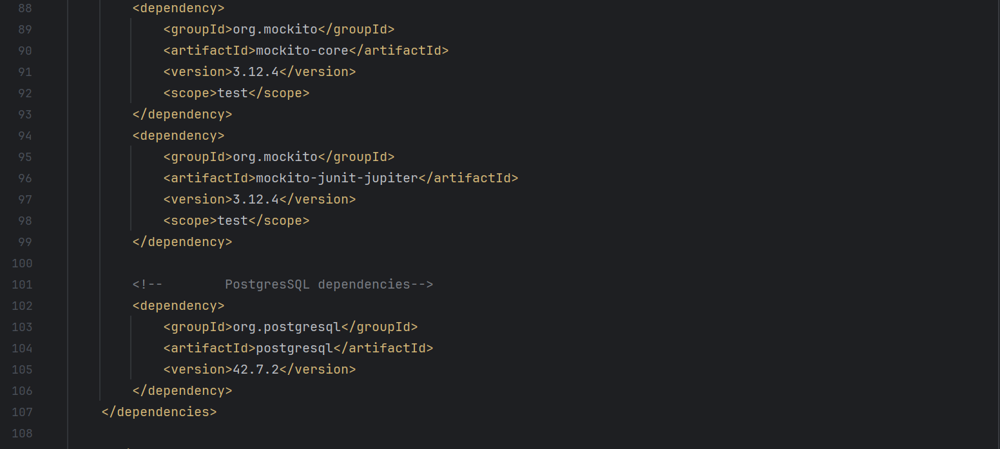 88 <dependency>
89 <groupId>org.mockito</groupId>
90 <artifactId>mockito-core</artifactId>
91 <version>3.12.4</version>
92 <scope>test</scope>
93 </dependency>
94 <dependency>
95 <groupId>org.mockito</groupId>
96 <artifactId>mockito-junit-jupiter</artifactId>
97 <version>3.12.4</version>
98 <scope>test</scope>
99 </dependency>
100
101 <!--        PostgresSQL dependencies-->
102 <dependency>
103 <groupId>org.postgresql</groupId>
104 <artifactId>postgresql</artifactId>
105 <version>42.7.2</version>
106 </dependency>
107 </dependencies>
108